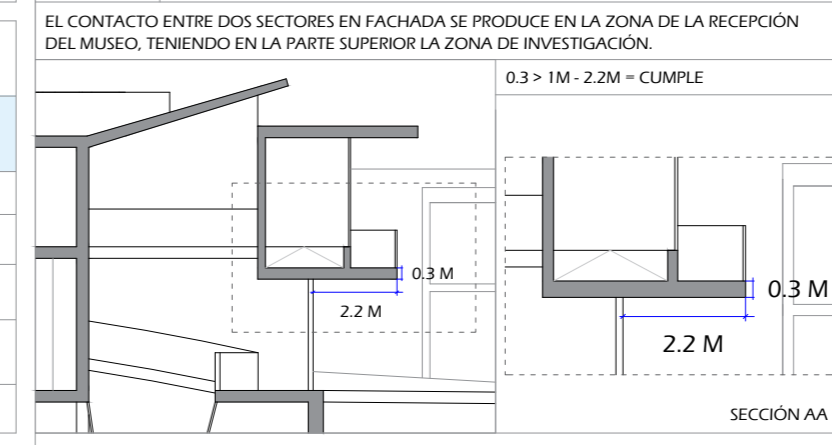 EL CONTACTO ENTRE DOS SECTORES EN FACHADA SE PRODUCE EN LA ZONA DE LA RECEPCIÓN
DEL MUSEO, TENIENDO EN LA PARTE SUPERIOR LA ZONA DE INVESTIGACIÓN.
0.3 > 1M - 2.2M = CUMPLE
0.3 M
2.2 M
0.3 M
2.2 M
SECCIÓN AA